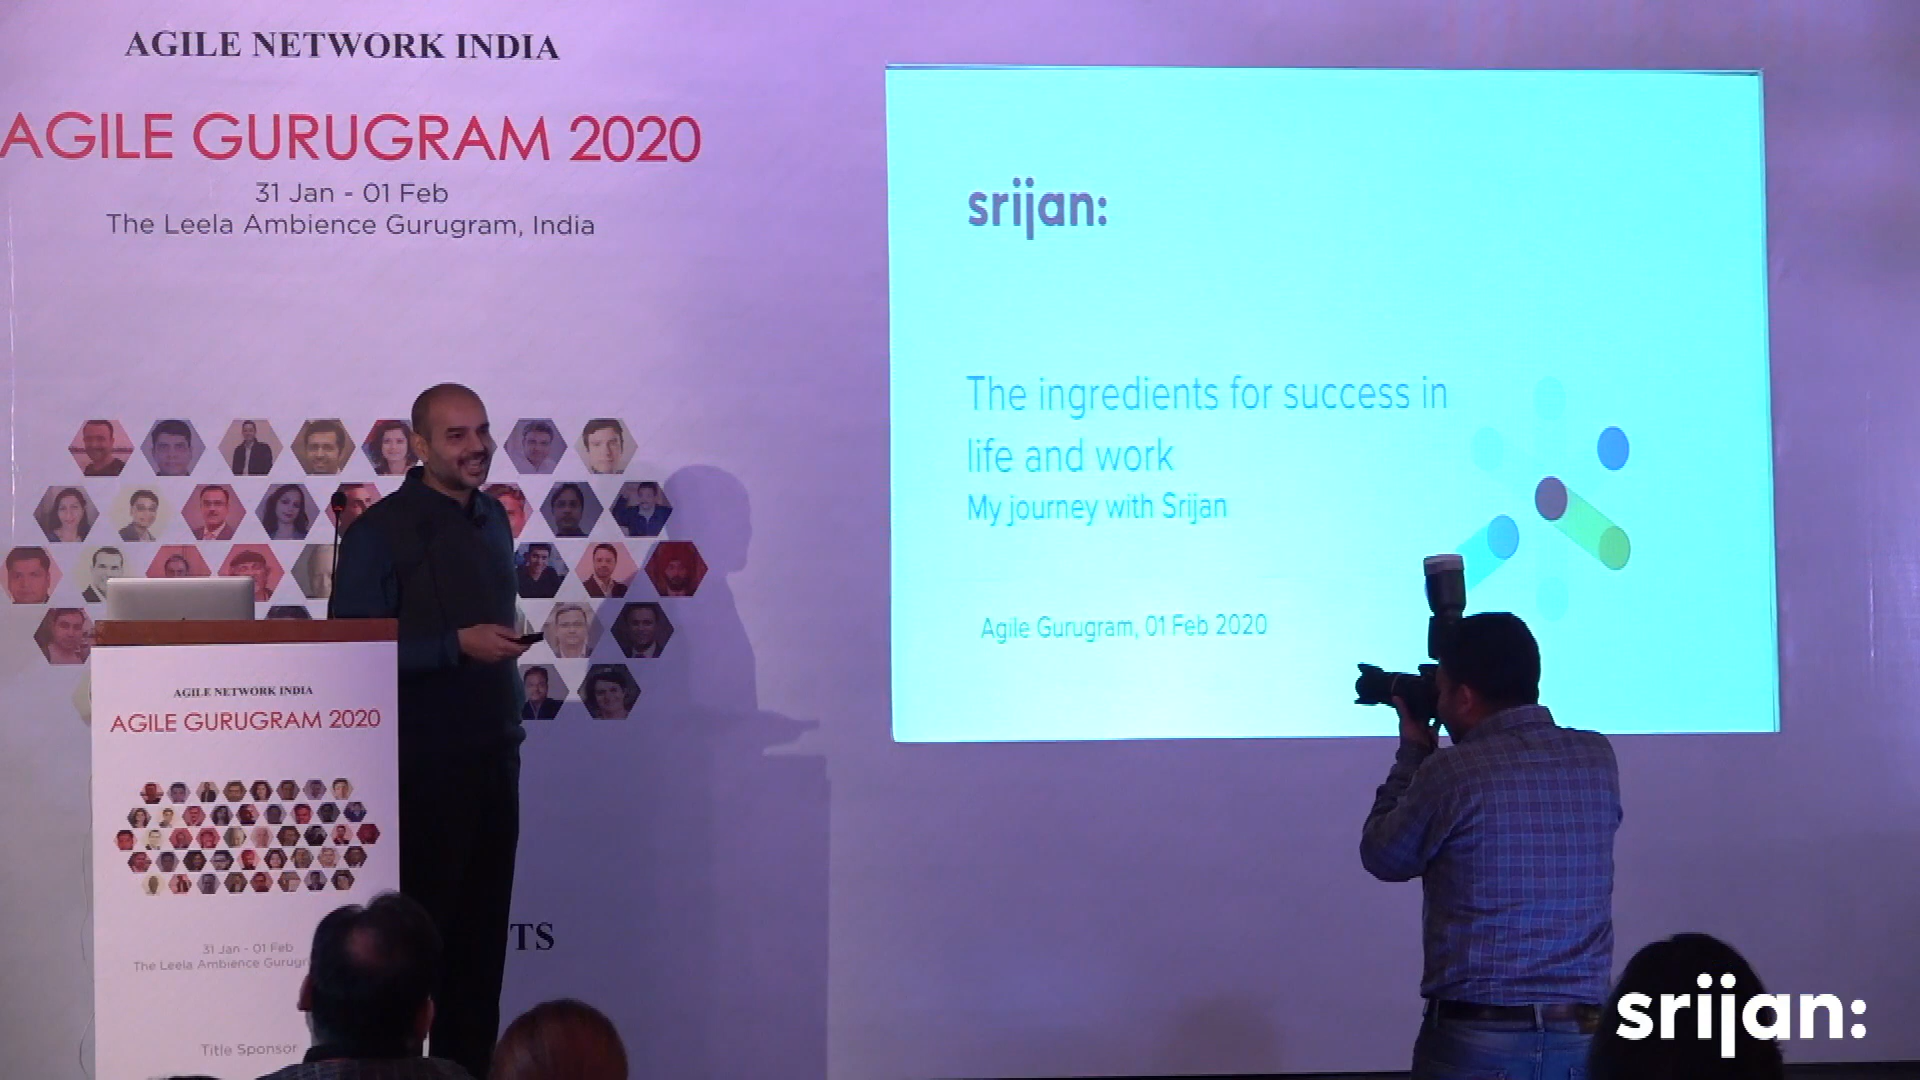 AGILE NETWORK INDIA
AGILE GURUGRAM 2020
31 Jan - 01 Feb
The Leela Ambience Gurugram, India
srijan:
The ingredients for success in
life and work
My journey with Srijan
Agile Gurugram, 01 Feb 2020
AGILE NETWORK INDIA
AGILE GURUGRAM 2020
31 Jan - 01 Feb
The Leela Ambience Gurugr
Title Sponsor
TS
srijan: